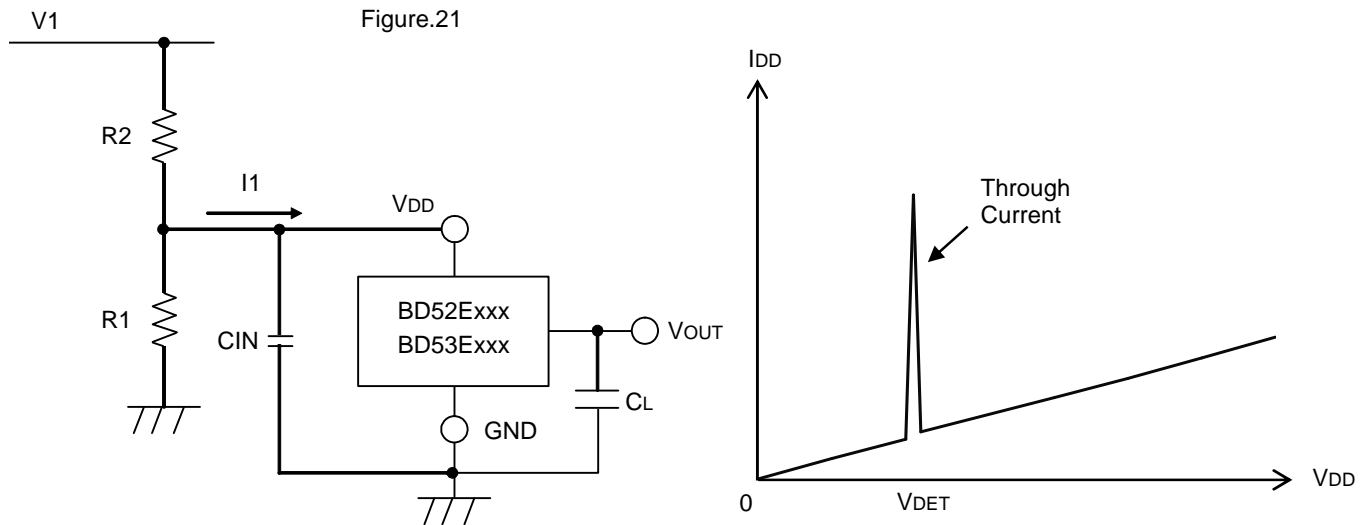 V1
Figure.21
R2
I1
VDD
R1
CIN
BD52Exxx
BD53Exxx
VOUT
CL
GND
IDD
Through
Current
0
VDET
VDD